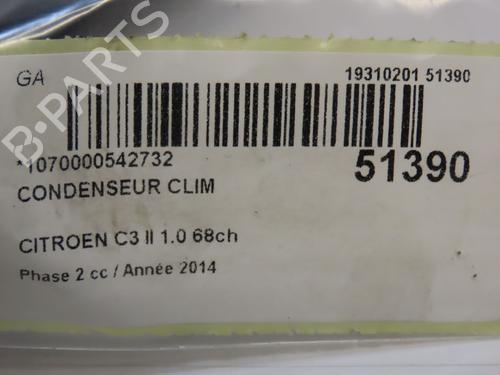 GA
19310201 51390
*1070000542732
51390
CONDENSEUR CLIM
CITROEN C3 II 1.0 68ch
Phase 2 cc / Année 2014
B-PARTS